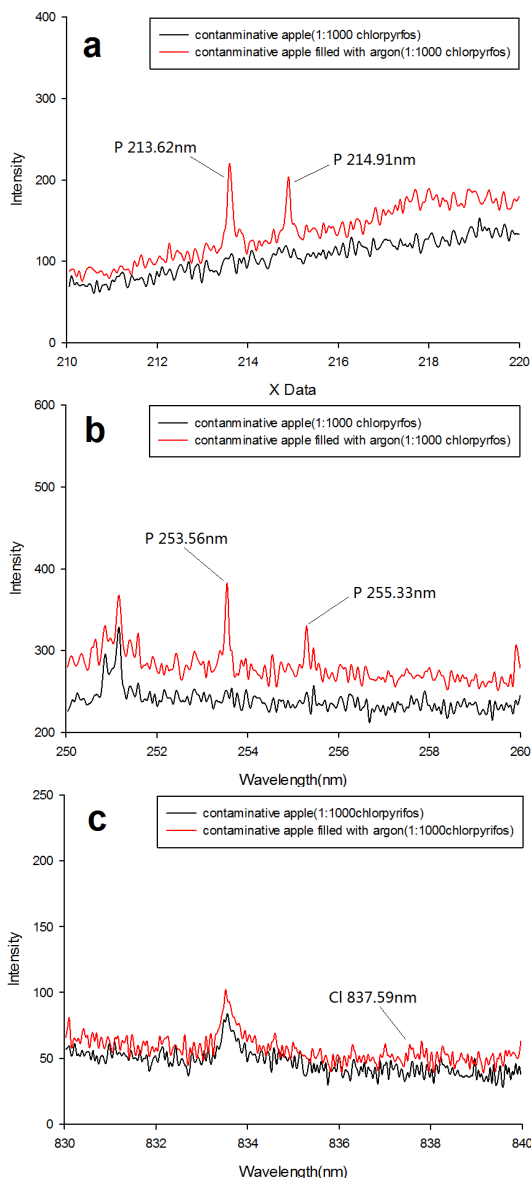 a
contanminative apple(1:1000 chlorpyrfos)
contanminative apple filled with argon(1:1000 chlorpyrfos)
P 213.62nm
P 214.91nm
Intensity
400
300
200
100
0
210 212 214 216 218 220
X Data
b
contanminative apple(1:1000 chlorpyrfos)
contanminative apple filled with argon(1:1000 chlorpyrfos)
P 253.56nm
P 255.33nm
Intensity
600
500
400
300
200
250 252 254 256 258 260
Wavelength(nm)
c
contaminative apple(1:1000chlorpyrifos)
contaminative apple filled with argon(1:1000chlorpyrifos)
Cl 837.59nm
Intensity
250
200
150
100
50
0
830 832 834 836 838 840
Wavelength(nm)